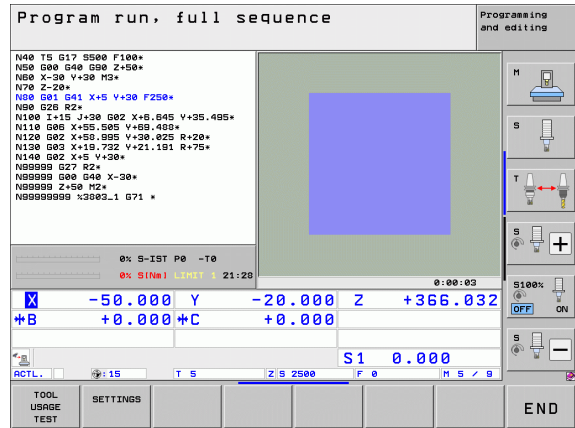 Program run, full sequence
Programming
and editing
N40 T5 G17 S500 F100*
N50 G00 G40 G90 Z+50*
N60 X-30 Y+30 M3*
N70 Z-20*
N80 G01 G41 X+5 Y+30 F250*
N90 G26 R2*
N100 I+15 J+30 G02 X+6.645 Y+35.495*
N110 G06 X+55.505 Y+69.488*
N120 G02 X+58.995 Y+30.025 R+20*
N130 G03 X+19.732 Y+21.191 R+75*
N140 G02 X+5 Y+30*
N99999 G27 R2*
N99999 G00 G40 X-30*
N99999 Z+50 M2*
N99999999 %3803_1 G71 *
0% S-IST P0 -T0
0% S[Nm] LIMIT 1 21:28
0:00:03
M
S
T
S
+
S100%
OFF ON
S
−
X -50.000 Y -20.000 Z +366.032
B +0.000 C +0.000
S1 0.000
ACTL. : 15 T 5 Z S 2500 F 0 M 5 / 9
TOOL
USAGE
TEST
SETTINGS
END